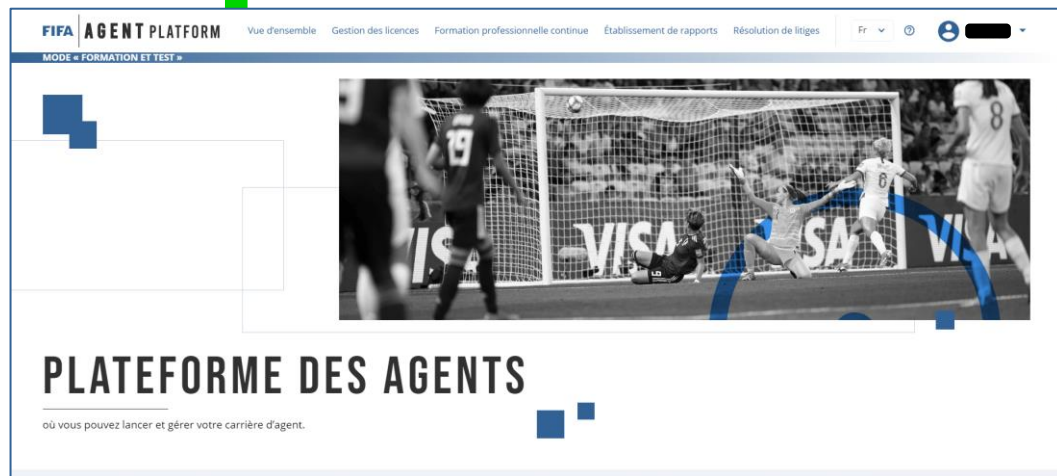 FIFA AGENT PLATFORM Vue d'ensemble Gestion des licences Formation professionnelle continue Établissement de rapports Résolution de litiges Fr
MODE « FORMATION ET TEST »
8
19
8
VISA VISA VISA
16
PLATEFORME DES AGENTS
où vous pouvez lancer et gérer votre carrière d'agent.